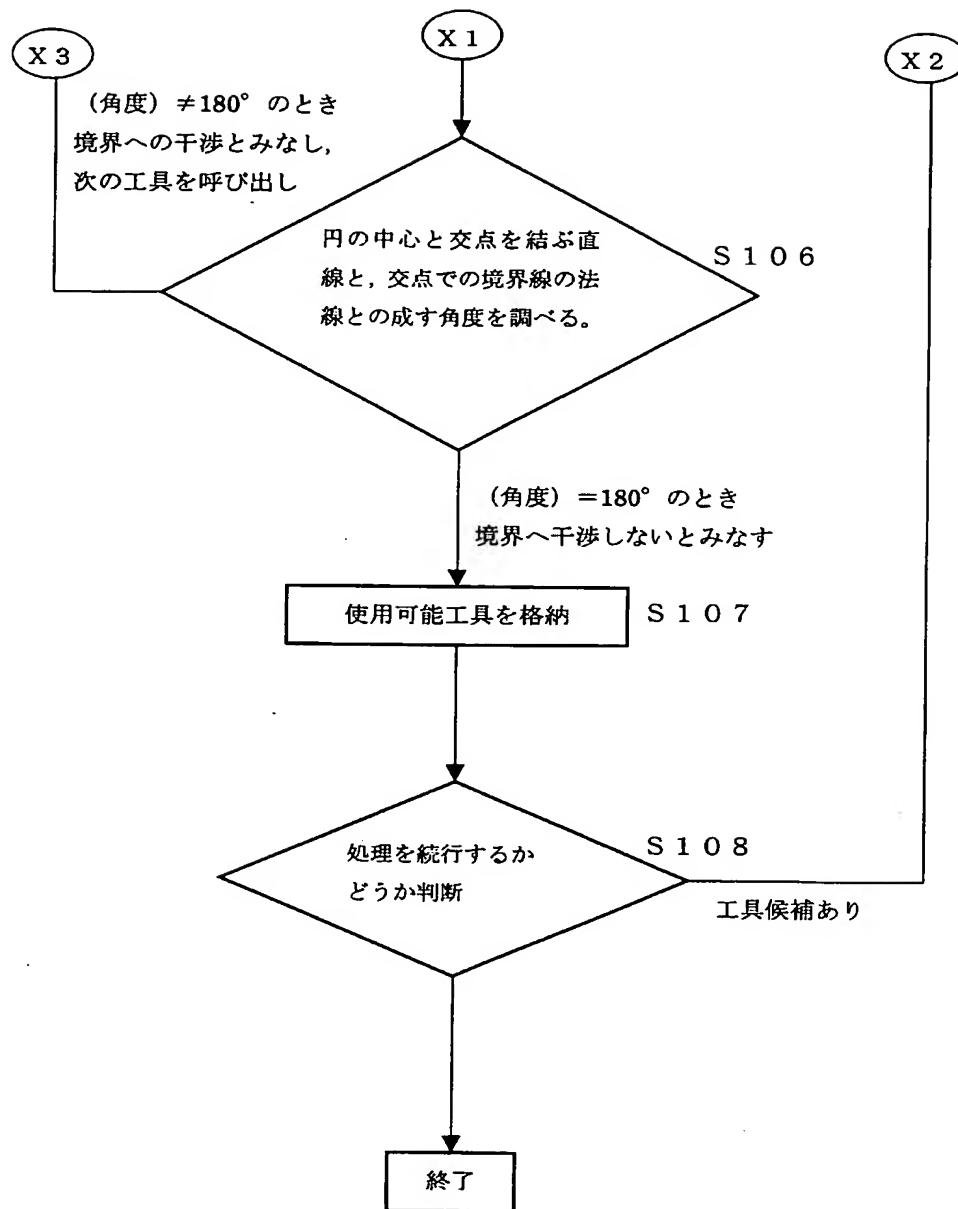 X3
X1
X2
(角度)≠180° のとき
境界への干渉とみなし,
次の工具を呼び出し
円の中心と交点を結ぶ直
線と, 交点での境界線の法
線との成す角度を調べる。
S106
(角度)=180° のとき
境界へ干渉しないとみなす
使用可能工具を格納
S107
処理を続行するか
どうか判断
S108
工具候補あり
終了